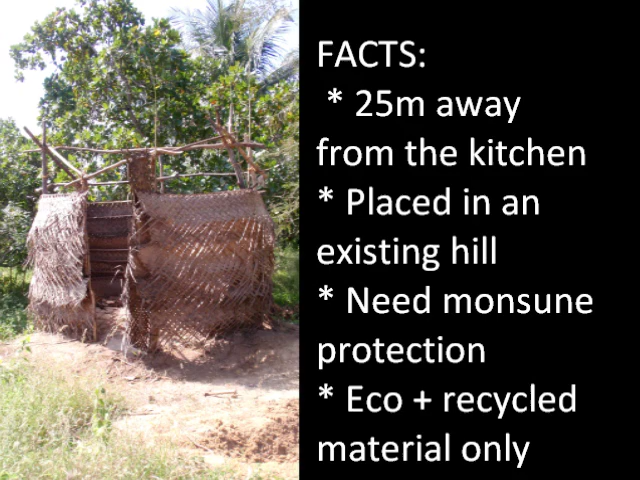 FACTS:
* 25m away
from the kitchen
* Placed in an
existing hill
* Need monsune
protection
* Eco + recycled
material only